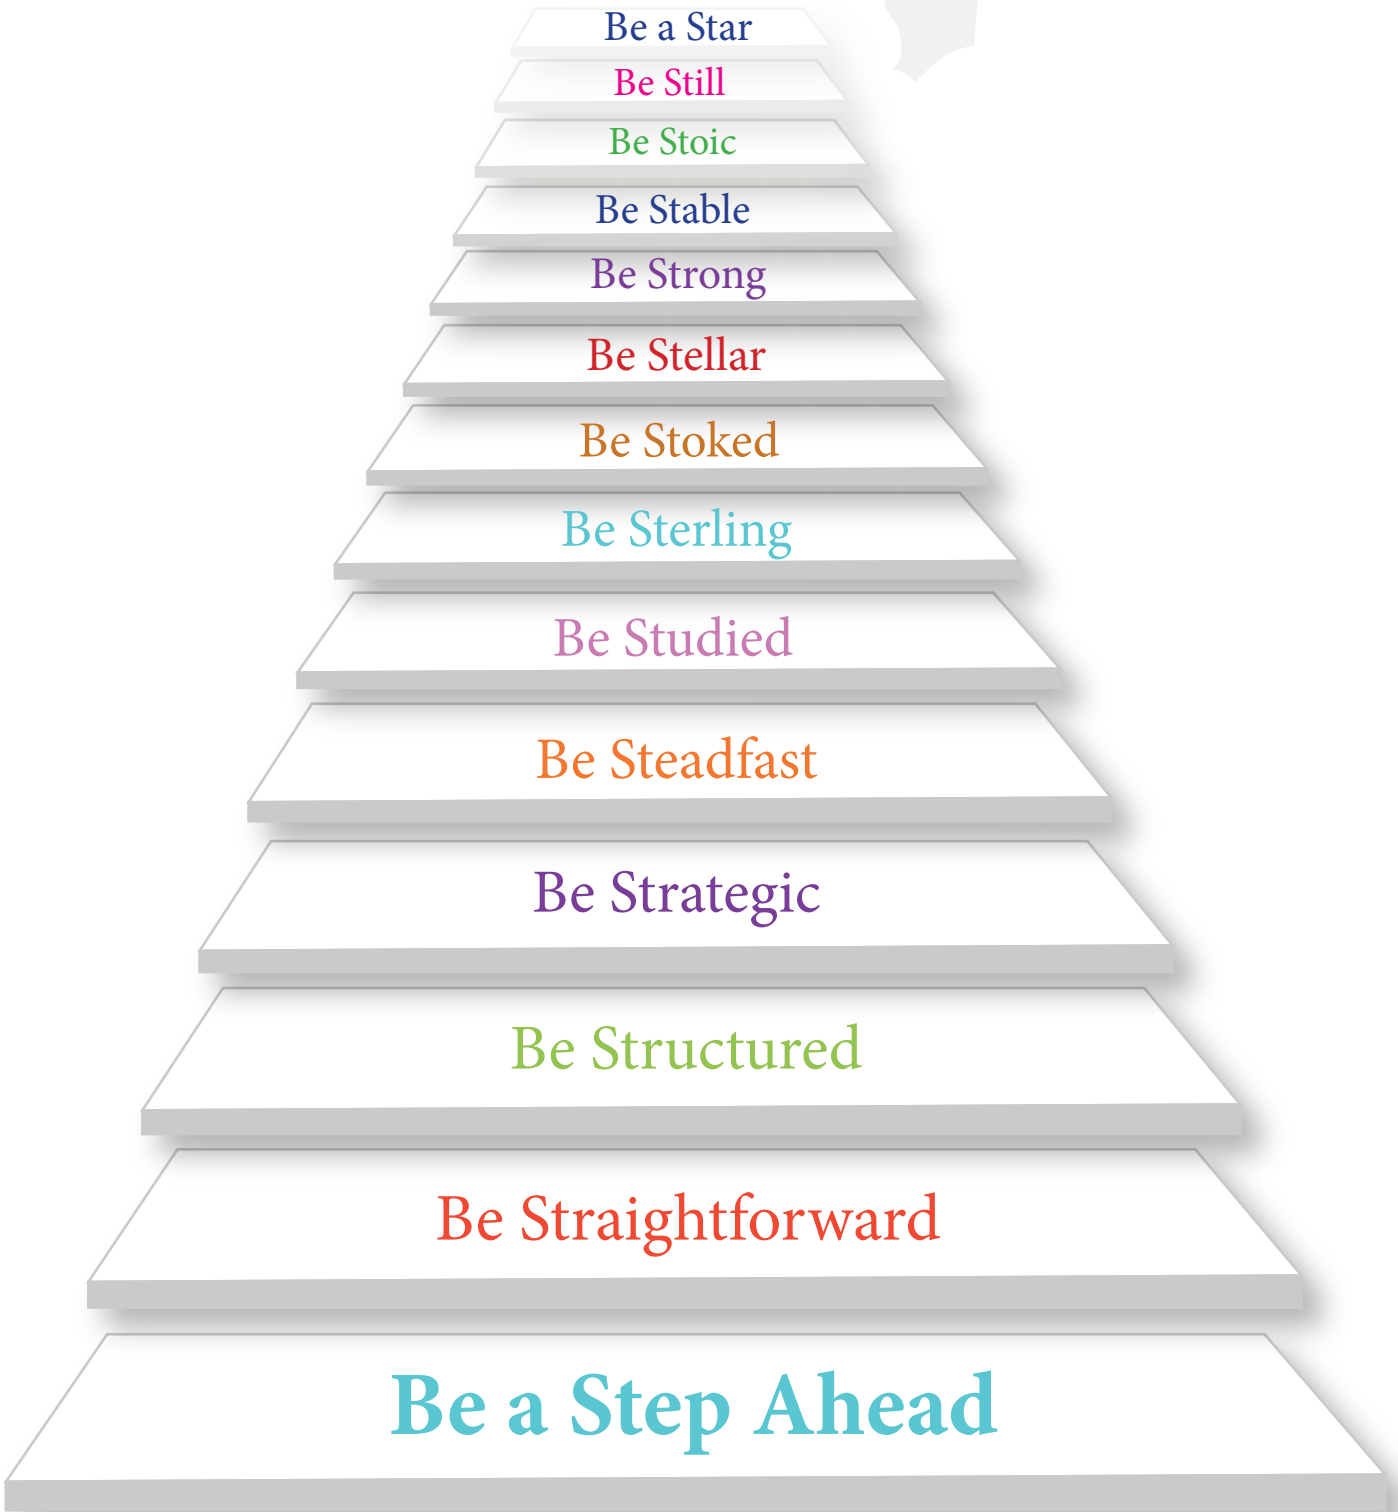 Be a Star
Be Still
Be Stoic
Be Stable
Be Strong
Be Stellar
Be Stoked
Be Sterling
Be Studied
Be Steadfast
Be Strategic
Be Structured
Be Straightforward
Be a Step Ahead